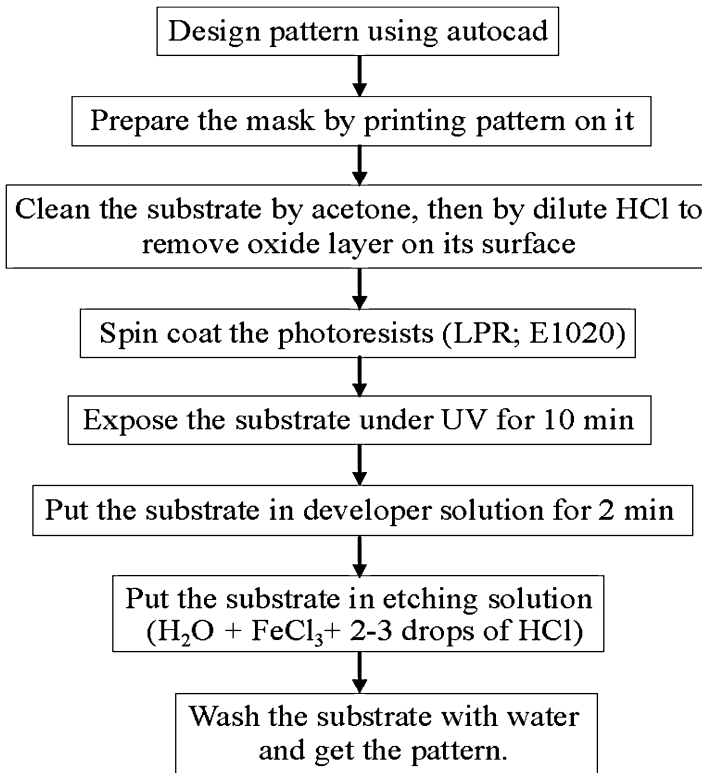 Design pattern using autocad
Prepare the mask by printing pattern on it
Clean the substrate by acetone, then by dilute HCl to
remove oxide layer on its surface
Spin coat the photoresists (LPR; E1020)
Expose the substrate under UV for 10 min
Put the substrate in developer solution for 2 min
Put the substrate in etching solution
(H₂O + FeCl₃+ 2-3 drops of HCl)
Wash the substrate with water
and get the pattern.